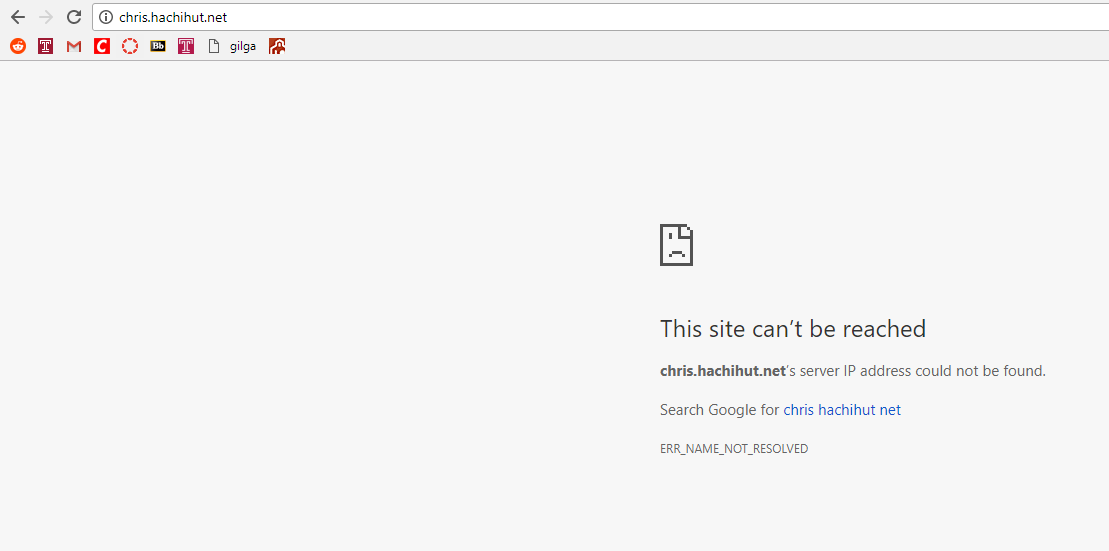 chris.hachihut.net
T C Bb T gilga
This site can’t be reached
chris.hachihut.net’s server IP address could not be found.
Search Google for chris hachihut net
ERR_NAME_NOT_RESOLVED